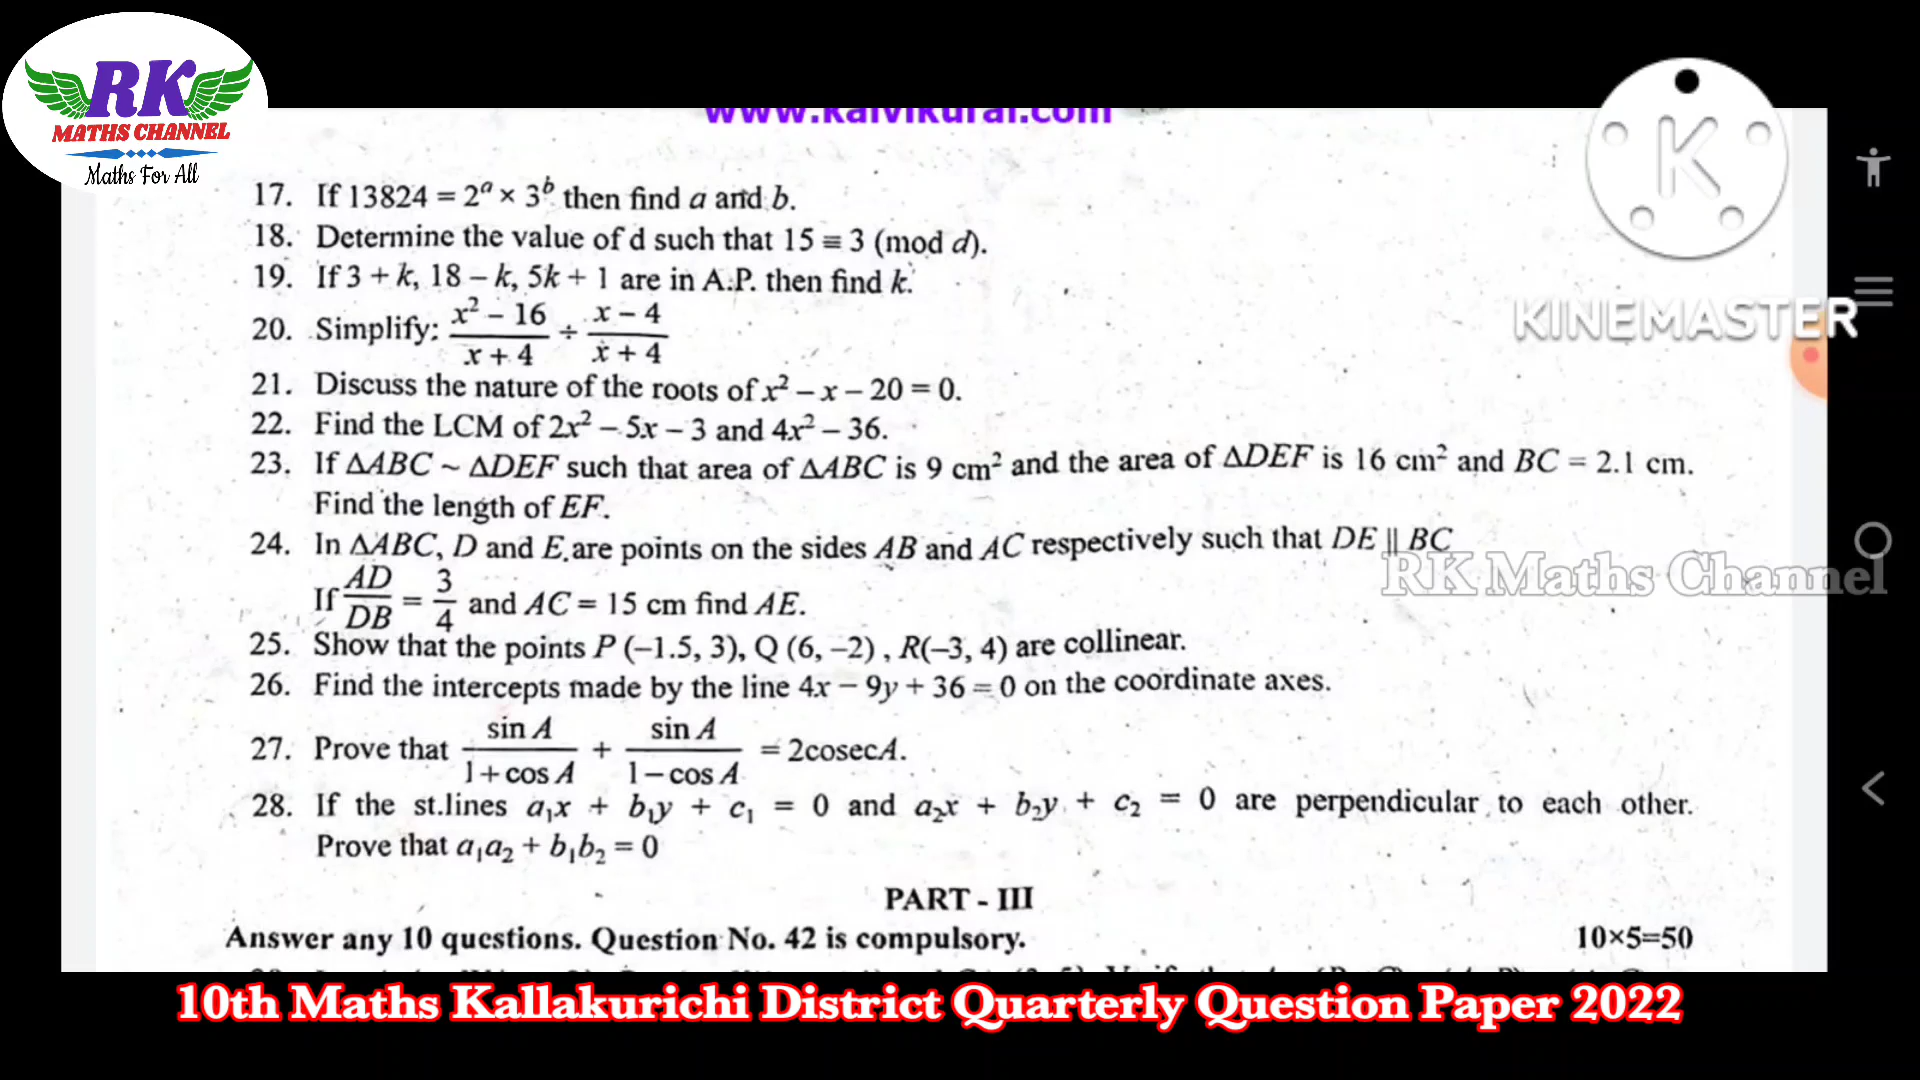 RK
MATHS CHANNEL
Maths For All
www.kalvikural.com
K
KINEMASTER
17. If 13824 = 2ᵃ × 3ᵇ then find a and b.
18. Determine the value of d such that 15 ≡ 3 (mod d).
19. If 3 + k, 18 – k, 5k + 1 are in A.P. then find k.
20. Simplify: (x² – 16)/(x + 4) ÷ (x – 4)/(x + 4)
21. Discuss the nature of the roots of x² – x – 20 = 0.
22. Find the LCM of 2x² – 5x – 3 and 4x² – 36.
23. If ΔABC ~ ΔDEF such that area of ΔABC is 9 cm² and the area of ΔDEF is 16 cm² and BC = 2.1 cm.
Find the length of EF.
24. In ΔABC, D and E are points on the sides AB and AC respectively such that DE || BC
If AD/DB = 3/4 and AC = 15 cm find AE.
RK Maths Channel
25. Show that the points P (–1.5, 3), Q (6, –2) , R(–3, 4) are collinear.
26. Find the intercepts made by the line 4x – 9y + 36 = 0 on the coordinate axes.
27. Prove that sin A/(1 + cos A) + sin A/(1 – cos A) = 2cosecA.
28. If the st.lines a₁x + b₁y + c₁ = 0 and a₂x + b₂y + c₂ = 0 are perpendicular to each other.
Prove that a₁a₂ + b₁b₂ = 0
PART - III
Answer any 10 questions. Question No. 42 is compulsory. 10×5=50
10th Maths Kallakurichi District Quarterly Question Paper 2022